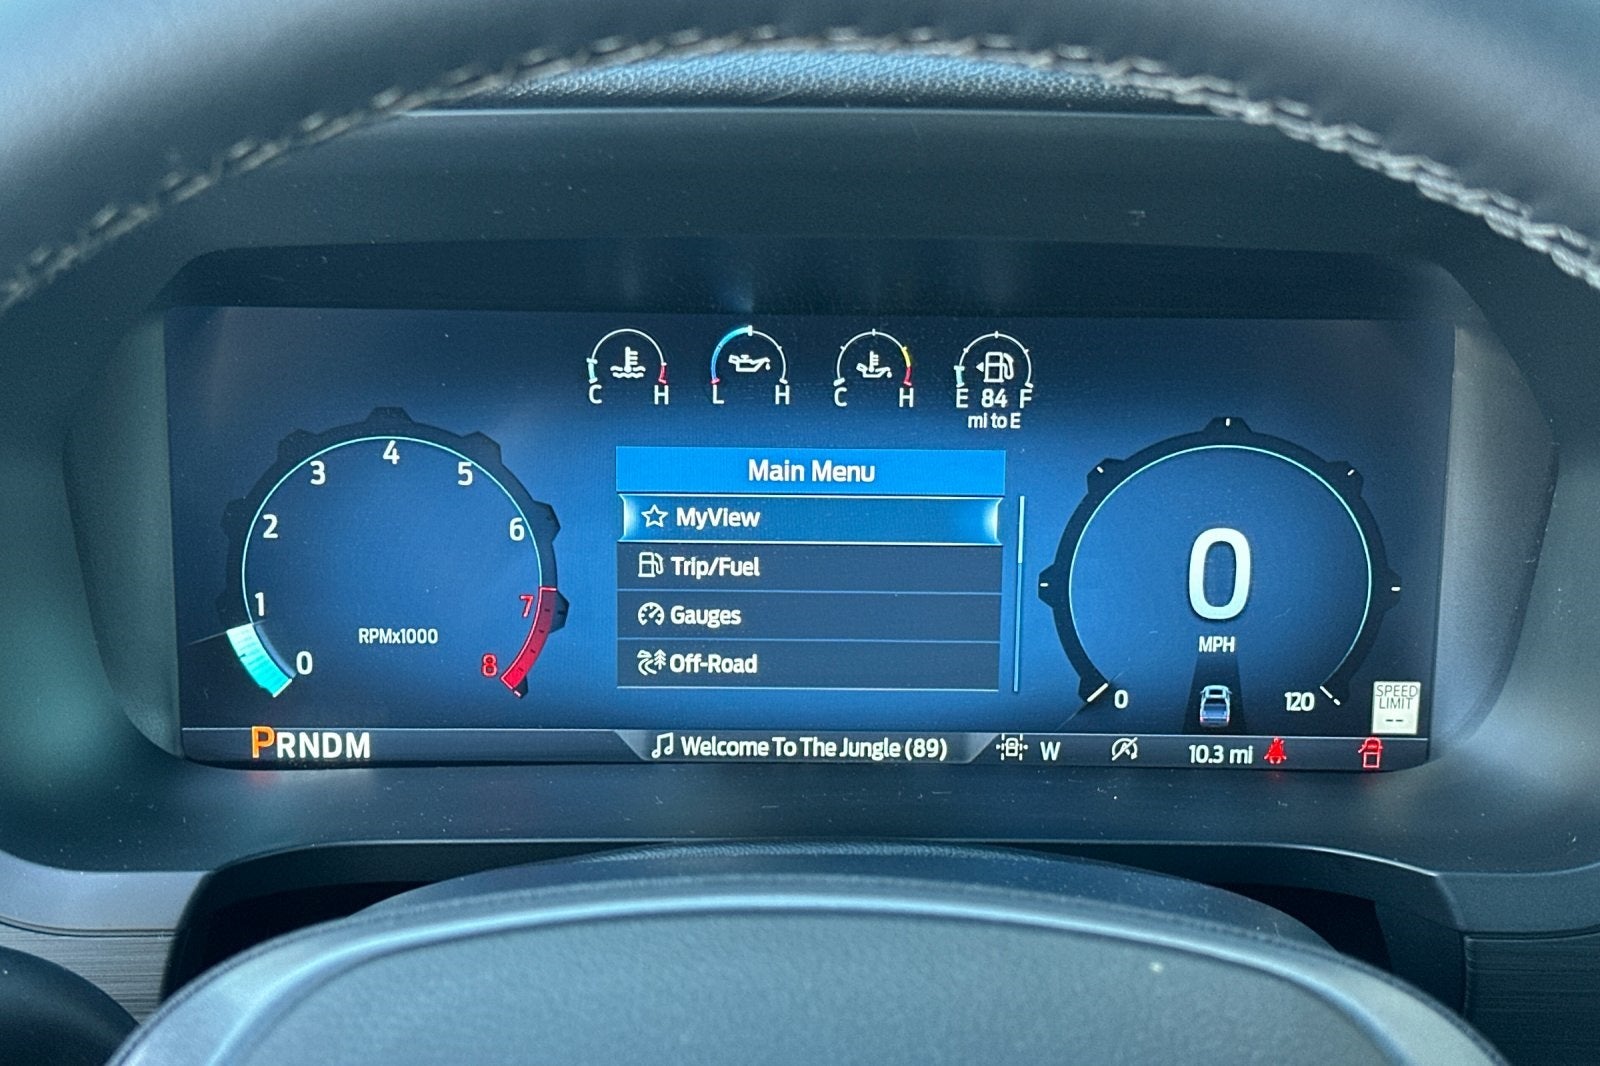 C H
L H
C H
E 84 F
mi to E
Main Menu
MyView
Trip/Fuel
Gauges
Off-Road
0
1
2
3
4
5
6
7
8
RPMx1000
0
MPH
0
120
SPEED
LIMIT
--
PRNDM
Welcome To The Jungle (89)
W
10.3 mi